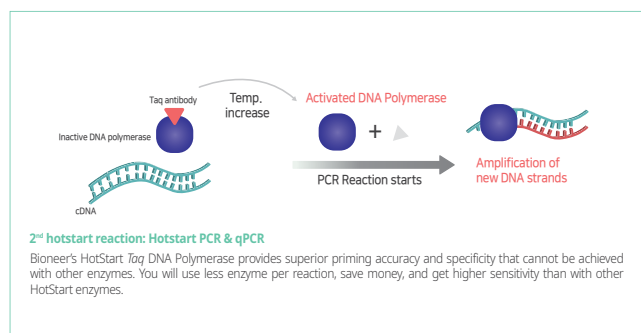 Taq antibody
Temp.
increase
Activated DNA Polymerase
Inactive DNA polymerase
+
PCR Reaction starts
Amplification of
new DNA strands
cDNA
2nd hotstart reaction: Hotstart PCR & qPCR
Bioneer's HotStart Taq DNA Polymerase provides superior priming accuracy and specificity that cannot be achieved
with other enzymes. You will use less enzyme per reaction, save money, and get higher sensitivity than with other
HotStart enzymes.